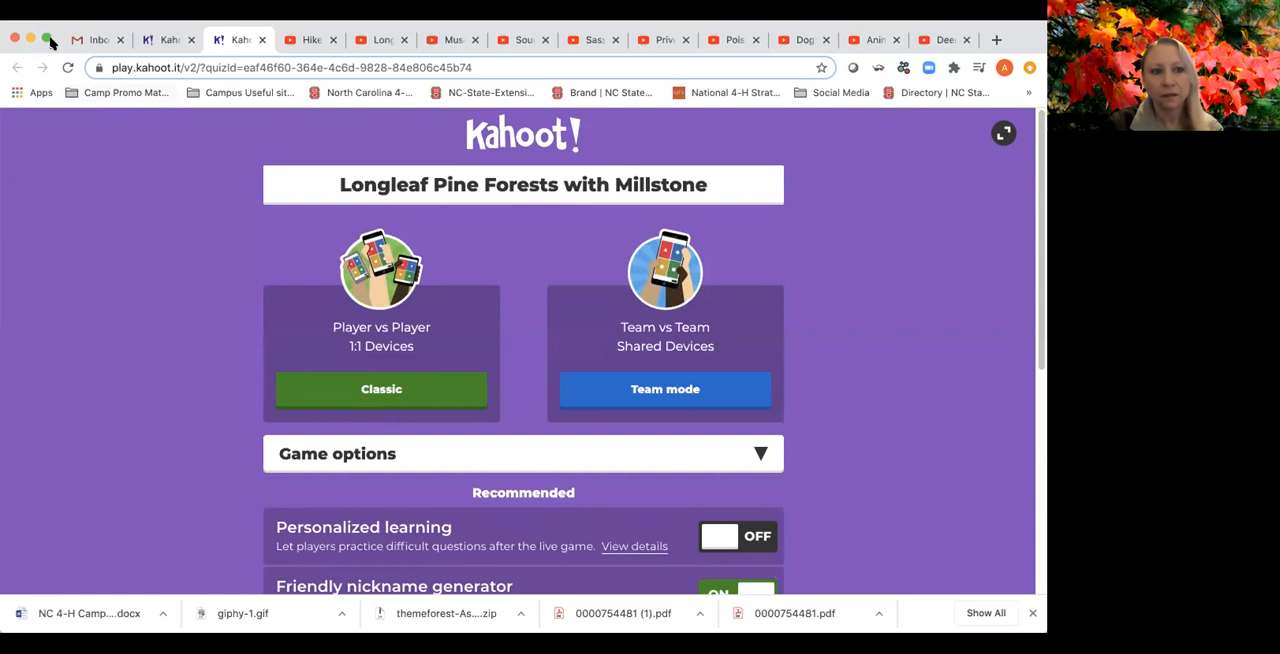 Inbo
Kaho
Kaho
Hike
Long
Mus
Sou
Sass
Priv
Pois
Dog
Anin
Deer
play.kahoot.it/v2/?quizId=eaf46f60-364e-4c6d-9828-84e806c45b74
A
Apps
Camp Promo Mat...
Campus Useful sit...
North Carolina 4-...
NC-State-Extensi...
Brand | NC State...
National 4-H Strat...
Social Media
Directory | NC Sta...
»
Kahoot!
Longleaf Pine Forests with Millstone
Player vs Player
1:1 Devices
Classic
Team vs Team
Shared Devices
Team mode
Game options
Recommended
Personalized learning
Let players practice difficult questions after the live game. View details
OFF
Friendly nickname generator
ON
NC 4-H Camp....docx
giphy-1.gif
themeforest-As....zip
0000754481 (1).pdf
0000754481.pdf
Show All